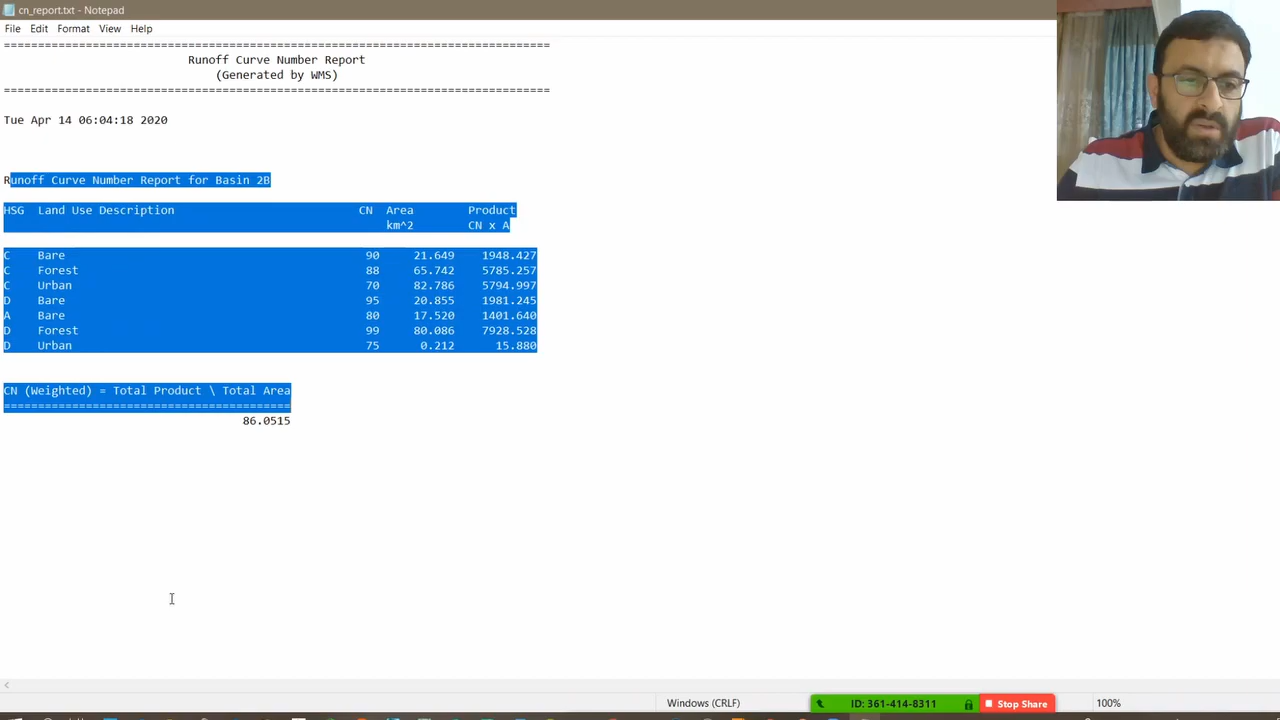 cn_report.txt - Notepad
File Edit Format View Help
================================================================================
Runoff Curve Number Report
(Generated by WMS)
================================================================================
Tue Apr 14 06:04:18 2020
Runoff Curve Number Report for Basin 2B
HSG Land Use Description CN Area Product
km^2 CN x A
C Bare 90 21.649 1948.427
C Forest 88 65.742 5785.257
C Urban 70 82.786 5794.997
D Bare 95 20.855 1981.245
A Bare 80 17.520 1401.640
D Forest 99 80.086 7928.528
D Urban 75 0.212 15.880
CN (Weighted) = Total Product \ Total Area
==========================================
86.0515
Windows (CRLF) ID: 361-414-8311 Stop Share 100%